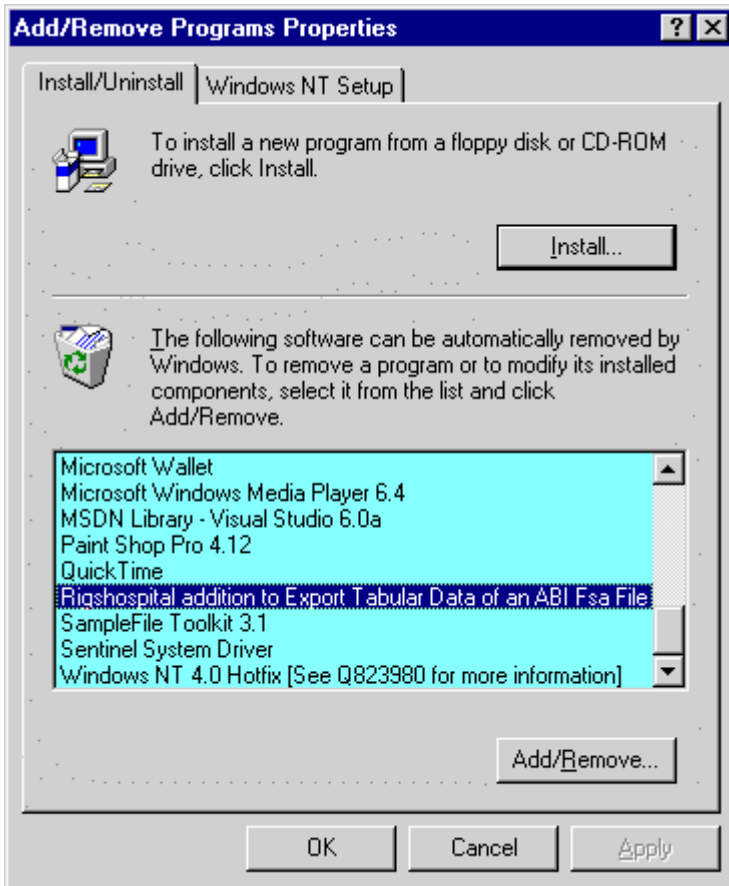 Add/Remove Programs Properties
Install/Uninstall
Windows NT Setup
To install a new program from a floppy disk or CD-ROM
drive, click Install.
Install...
The following software can be automatically removed by
Windows. To remove a program or to modify its installed
components, select it from the list and click
Add/Remove.
Microsoft Wallet
Microsoft Windows Media Player 6.4
MSDN Library - Visual Studio 6.0a
Paint Shop Pro 4.12
QuickTime
Rigshospital addition to Export Tabular Data of an ABI Fsa File
SampleFile Toolkit 3.1
Sentinel System Driver
Windows NT 4.0 Hotfix [See Q823980 for more information]
Add/Remove...
OK
Cancel
Apply